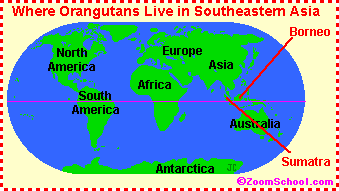 Where Orangutans Live in Southeastern Asia
Borneo
North
America
Europe
Asia
Africa
South
America
Australia
Sumatra
Antarctica
JC
©ZoomSchool.com